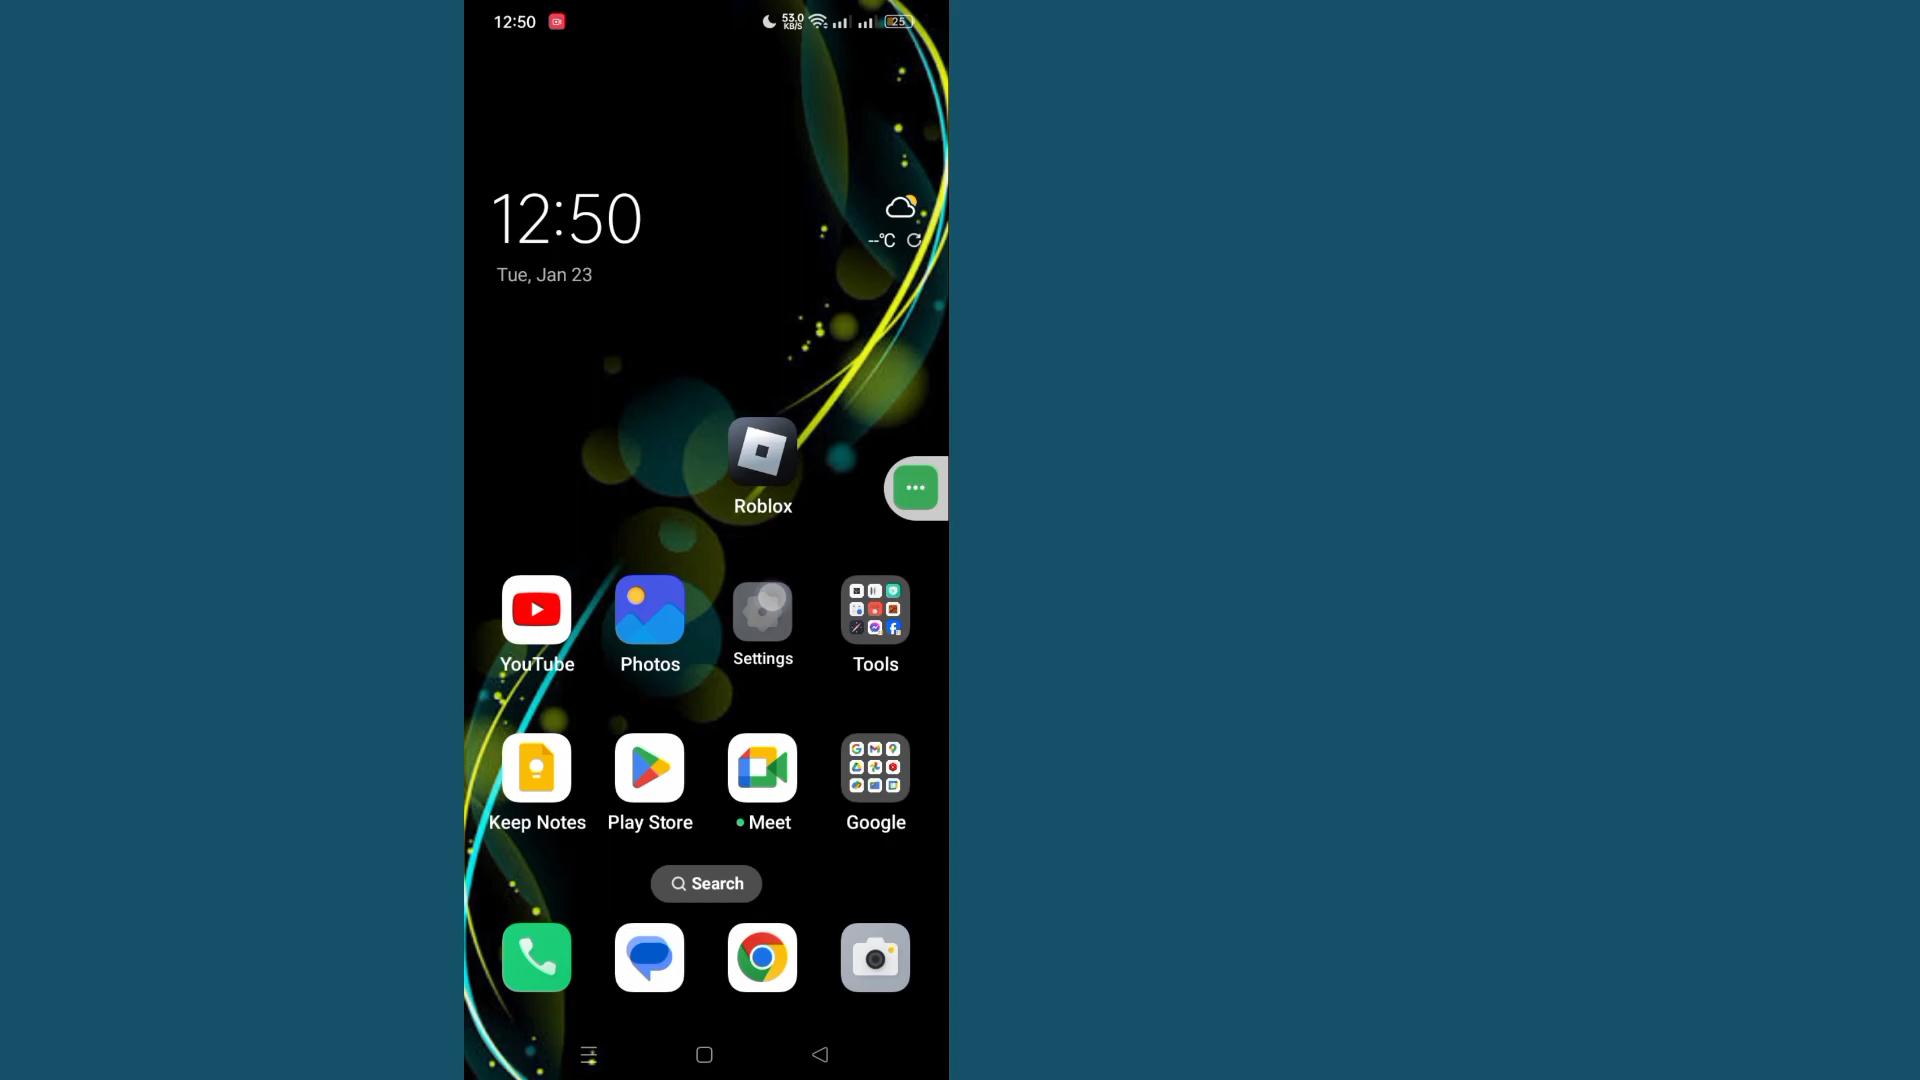 12:50
53.0
KB/S
25
12:50
--°C
Tue, Jan 23
Roblox
YouTube
Photos
Settings
Tools
Keep Notes
Play Store
Meet
Google
Search